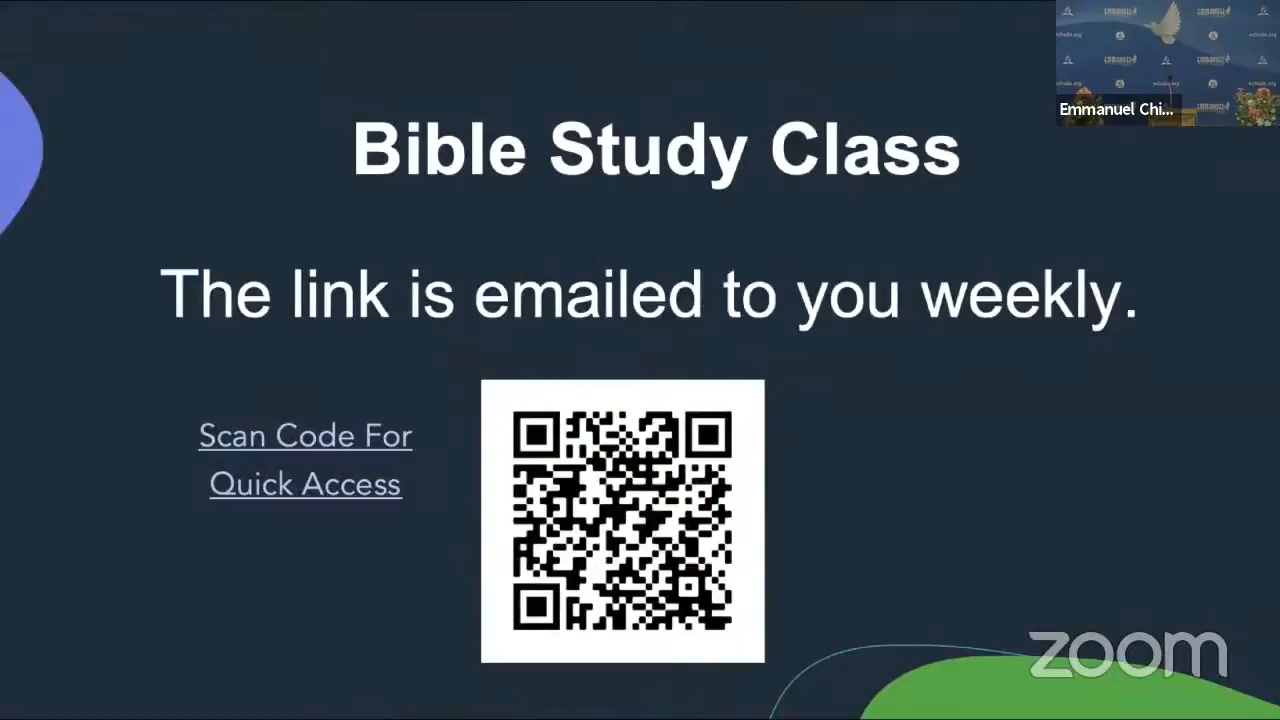 Emmanuel Chi...
Bible Study Class
The link is emailed to you weekly.
Scan Code For
Quick Access
zoom